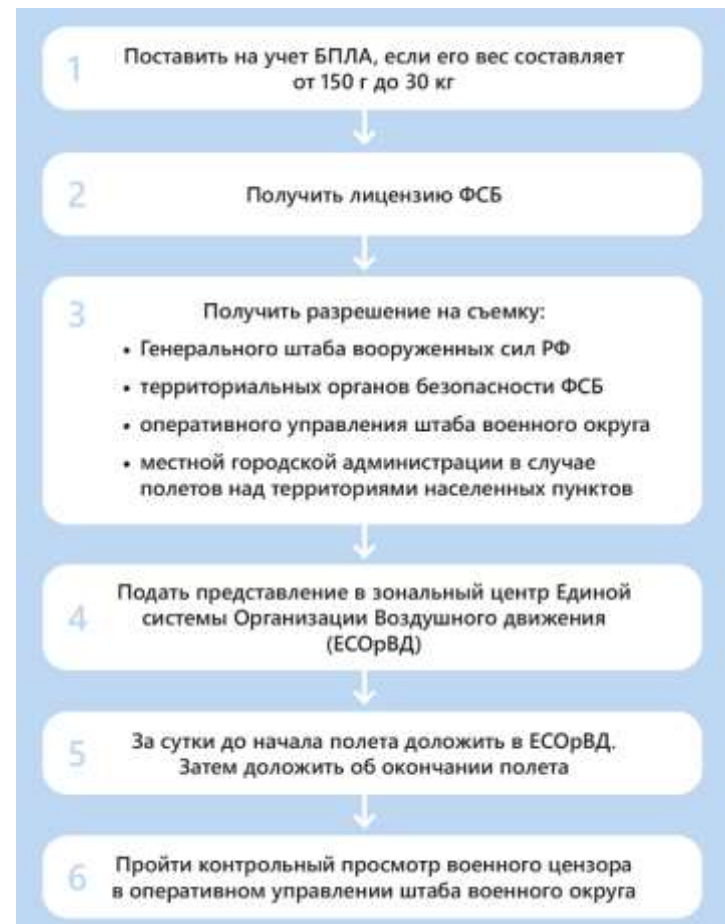 1
Поставить на учет БПЛА, если его вес составляет
от 150 г до 30 кг
2
Получить лицензию ФСБ
3
Получить разрешение на съемку:
• Генерального штаба вооруженных сил РФ
• территориальных органов безопасности ФСБ
• оперативного управления штаба военного округа
• местной городской администрации в случае
полетов над территориями населенных пунктов
4
Подать представление в зональный центр Единой
системы Организации Воздушного движения
(ЕСОрВД)
5
За сутки до начала полета доложить в ЕСОрВД.
Затем доложить об окончании полета
6
Пройти контрольный просмотр военного цензора
в оперативном управлении штаба военного округа